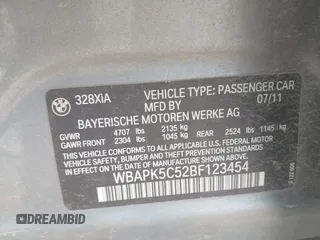 328XiA
VEHICLE TYPE: PASSENGER CAR
MFD BY 07/11
BAYERISCHE MOTOREN WERKE AG
GVWR 4707 lbs 2135 kg
GAWR FRONT 2304 lbs 1045 kg GAWR REAR 2524 lbs 1145 kg
THIS VEHICLE CONFORMS TO ALL APPLICABLE
FEDERAL MOTOR VEHICLE SAFETY, BUMPER, AND
THEFT PREVENTION STANDARDS IN EFFECT ON
THE DATE OF MANUFACTURE SHOWN ABOVE.
WBAPK5C52BF123454
DREAMBID